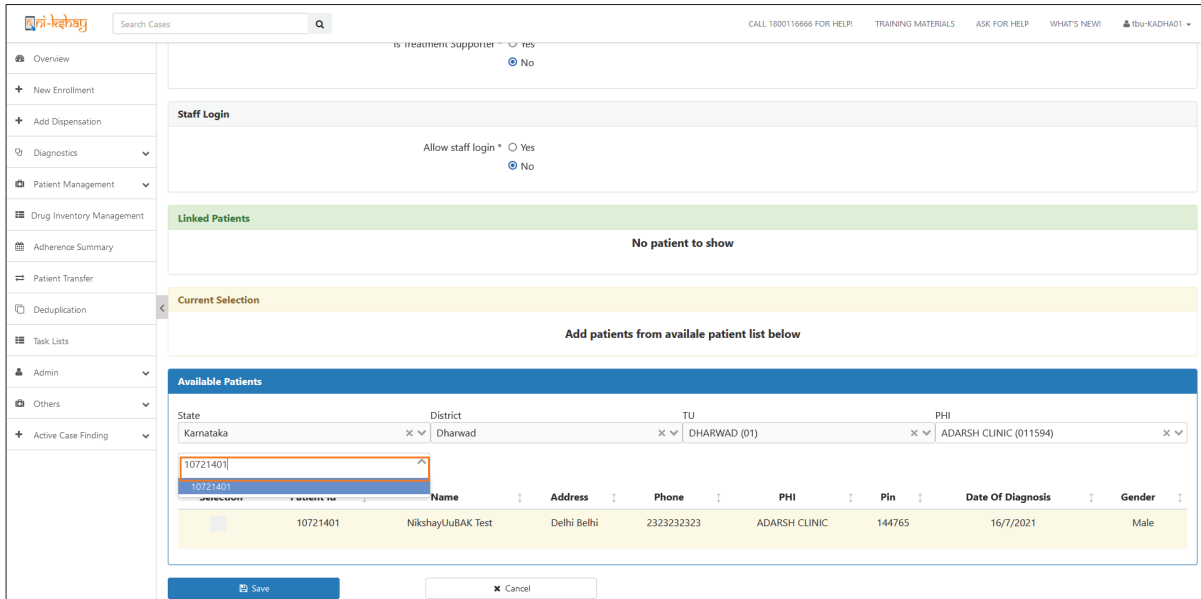 ni-kshay
Search Cases
CALL 1800116666 FOR HELP!
TRAINING MATERIALS
ASK FOR HELP
WHAT'S NEW!
tbu-KADHA01
Overview
New Enrollment
Add Dispensation
Diagnostics
Patient Management
Drug Inventory Management
Adherence Summary
Patient Transfer
Deduplication
Task Lists
Admin
Others
Active Case Finding
Is Treatment Supporter * Yes
No
Staff Login
Allow staff login * Yes
No
Linked Patients
No patient to show
Current Selection
Add patients from availale patient list below
Available Patients
State District TU PHI
Karnataka Dharwad DHARWAD (01) ADARSH CLINIC (011594)
10721401
10721401
Selection Patient Id Name Address Phone PHI Pin Date Of Diagnosis Gender
10721401 NikshayUuBAK Test Delhi Belhi 2323232323 ADARSH CLINIC 144765 16/7/2021 Male
Save Cancel